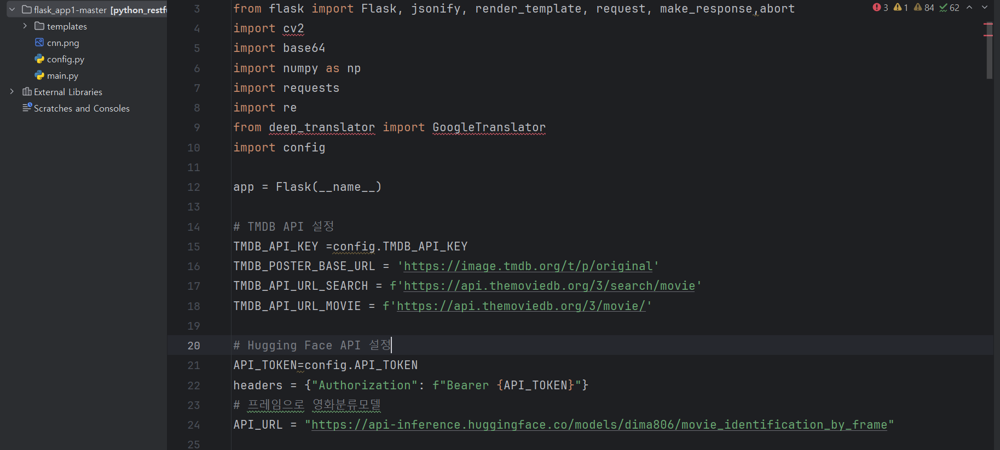 flask_app1-master [python_restfu
templates
cnn.png
config.py
main.py
External Libraries
Scratches and Consoles
3 1 84 62
3 from flask import Flask, jsonify, render_template, request, make_response,abort
4 import cv2
5 import base64
6 import numpy as np
7 import requests
8 import re
9 from deep_translator import GoogleTranslator
10 import config
11
12 app = Flask(__name__)
13
14 # TMDB API 설정
15 TMDB_API_KEY =config.TMDB_API_KEY
16 TMDB_POSTER_BASE_URL = 'https://image.tmdb.org/t/p/original'
17 TMDB_API_URL_SEARCH = f'https://api.themoviedb.org/3/search/movie'
18 TMDB_API_URL_MOVIE = f'https://api.themoviedb.org/3/movie/'
19
20 # Hugging Face API 설정
21 API_TOKEN=config.API_TOKEN
22 headers = {"Authorization": f"Bearer {API_TOKEN}"}
23 # 프레임으로 영화분류모델
24 API_URL = "https://api-inference.huggingface.co/models/dima806/movie_identification_by_frame"
25